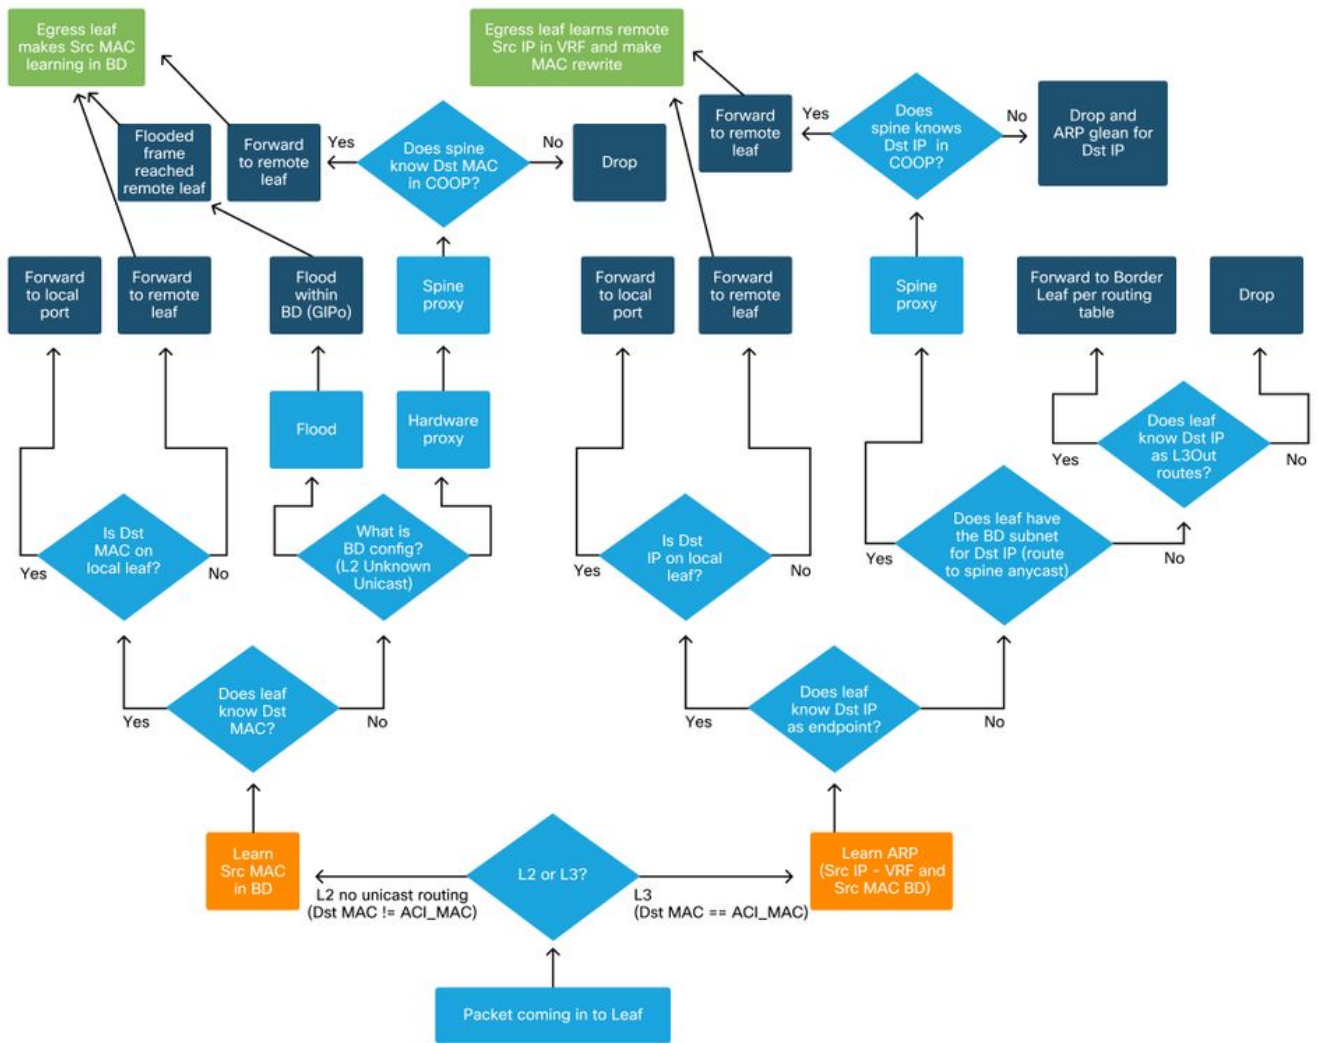 Egress leaf
makes Src MAC
learning in BD
Egress leaf learns remote
Src IP in VRF and make
MAC rewrite
Flooded
frame
reached
remote leaf
Forward
to remote
leaf
Yes
Does spine
know Dst MAC
in COOP?
No
Drop
Forward
to remote
leaf
Yes
Does
spine knows
Dst IP in
COOP?
No
Drop and
ARP glean for
Dst IP
Forward
to local
port
Forward
to remote
leaf
Flood
within
BD (GIPo)
Spine
proxy
Forward
to local
port
Forward
to remote
leaf
Spine
proxy
Forward to Border
Leaf per routing
table
Drop
Flood
Hardware
proxy
Yes
Does leaf
know Dst IP
as L3Out
routes?
No
Yes
Is Dst
MAC on
local leaf?
No
What is
BD config?
(L2 Unknown
Unicast)
Yes
Is Dst
IP on local
leaf?
No
Yes
Does leaf have
the BD subnet
for Dst IP (route
to spine anycast)
No
Yes
Does leaf
know Dst
MAC?
No
Yes
Does leaf
know Dst IP
as endpoint?
No
Learn
Src MAC
in BD
L2 no unicast routing
(Dst MAC != ACI_MAC)
L2 or L3?
L3
(Dst MAC == ACI_MAC)
Learn ARP
(Src IP - VRF and
Src MAC BD)
Packet coming in to Leaf